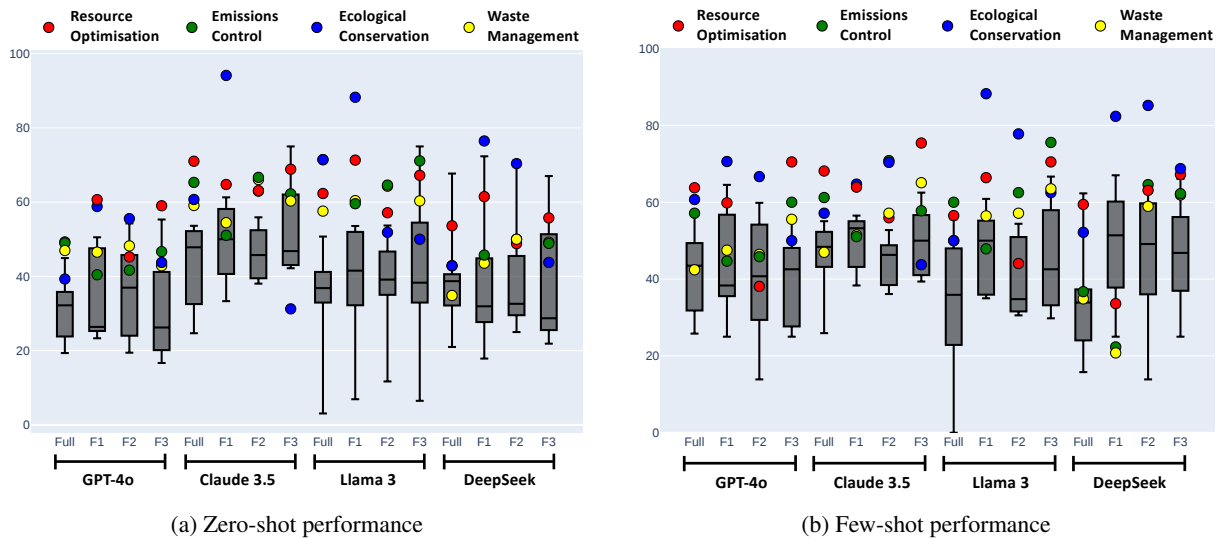 Resource Optimisation
Emissions Control
Ecological Conservation
Waste Management
100
80
60
40
20
0
Full F1 F2 F3 Full F1 F2 F3 Full F1 F2 F3 Full F1 F2 F3
GPT-4o Claude 3.5 Llama 3 DeepSeek
(a) Zero-shot performance
Resource Optimisation
Emissions Control
Ecological Conservation
Waste Management
100
80
60
40
20
0
Full F1 F2 F3 Full F1 F2 F3 Full F1 F2 F3 Full F1 F2 F3
GPT-4o Claude 3.5 Llama 3 DeepSeek
(b) Few-shot performance